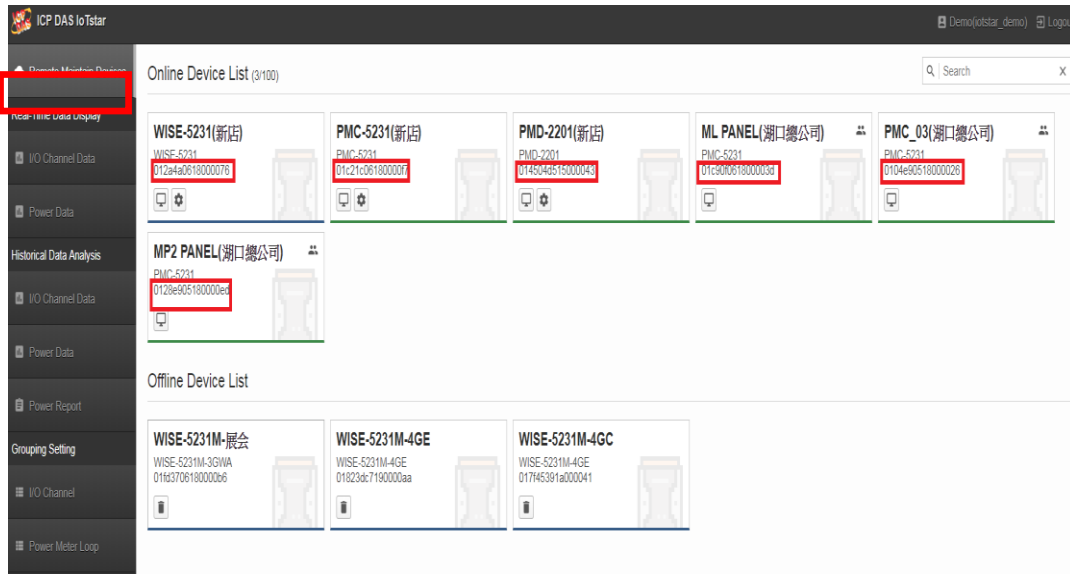 ICP DAS IoTstar
Demo(iotstar_demo) Logou
Remote Maintain Devices
Real-Time Data Display
I/O Channel Data
Power Data
Historical Data Analysis
I/O Channel Data
Power Data
Power Report
Grouping Setting
I/O Channel
Power Meter Loop
Online Device List (3/100)
Search X
WISE-5231(新店)
WISE-5231
012a4a0618000076
PMC-5231(新店)
PMC-5231
01c21c06180000f7
PMD-2201(新店)
PMD-2201
014504d515000043
ML PANEL(湖口總公司)
PMC-5231
01c90f061800003d
PMC_03(湖口總公司)
PMC-5231
0104e90518000026
MP2 PANEL(湖口總公司)
PMC-5231
0128e905180000ed
Offline Device List
WISE-5231M-展会
WISE-5231M-3GWA
01fd3706180000b6
WISE-5231M-4GE
WISE-5231M-4GE
01823dc7190000aa
WISE-5231M-4GC
WISE-5231M-4GE
017f45391a000041